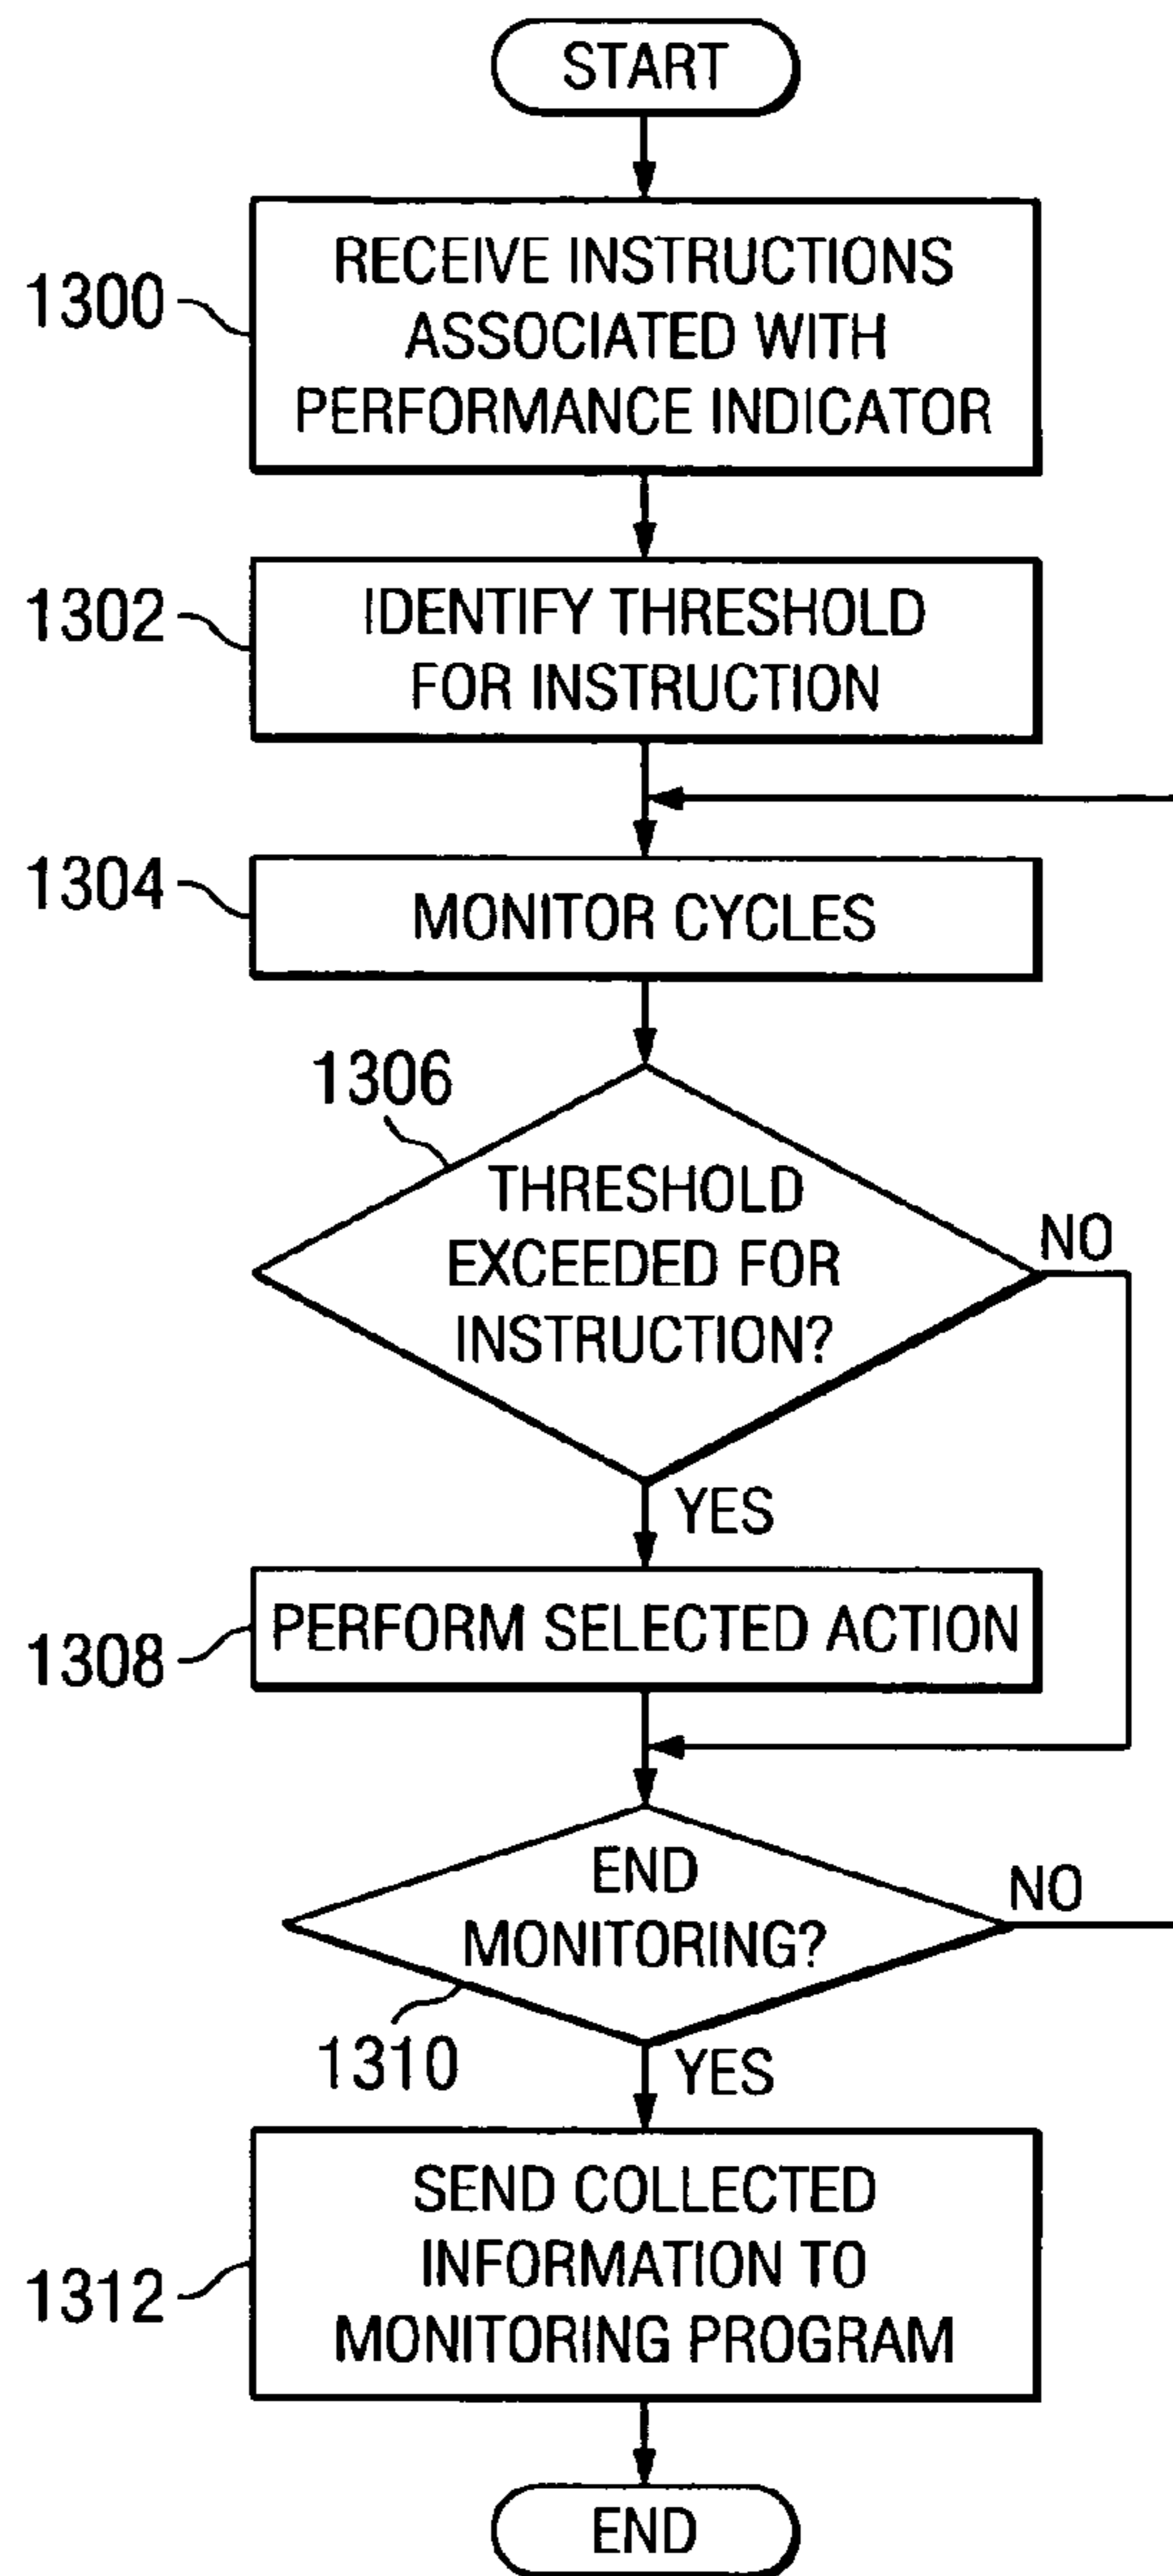 START
1300
RECEIVE INSTRUCTIONS
ASSOCIATED WITH
PERFORMANCE INDICATOR
1302
IDENTIFY THRESHOLD
FOR INSTRUCTION
1304
MONITOR CYCLES
1306
THRESHOLD
EXCEEDED FOR
INSTRUCTION?
NO
YES
1308
PERFORM SELECTED ACTION
END
MONITORING?
NO
1310
YES
1312
SEND COLLECTED
INFORMATION TO
MONITORING PROGRAM
END